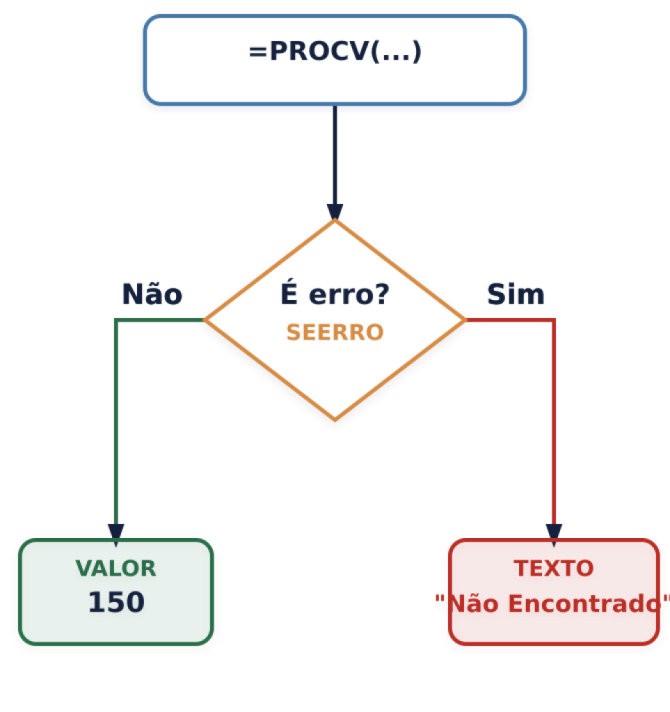 =PROCV(...)
Não
É erro?
Sim
SEERRO
VALOR
150
TEXTO
"Não Encontrado"